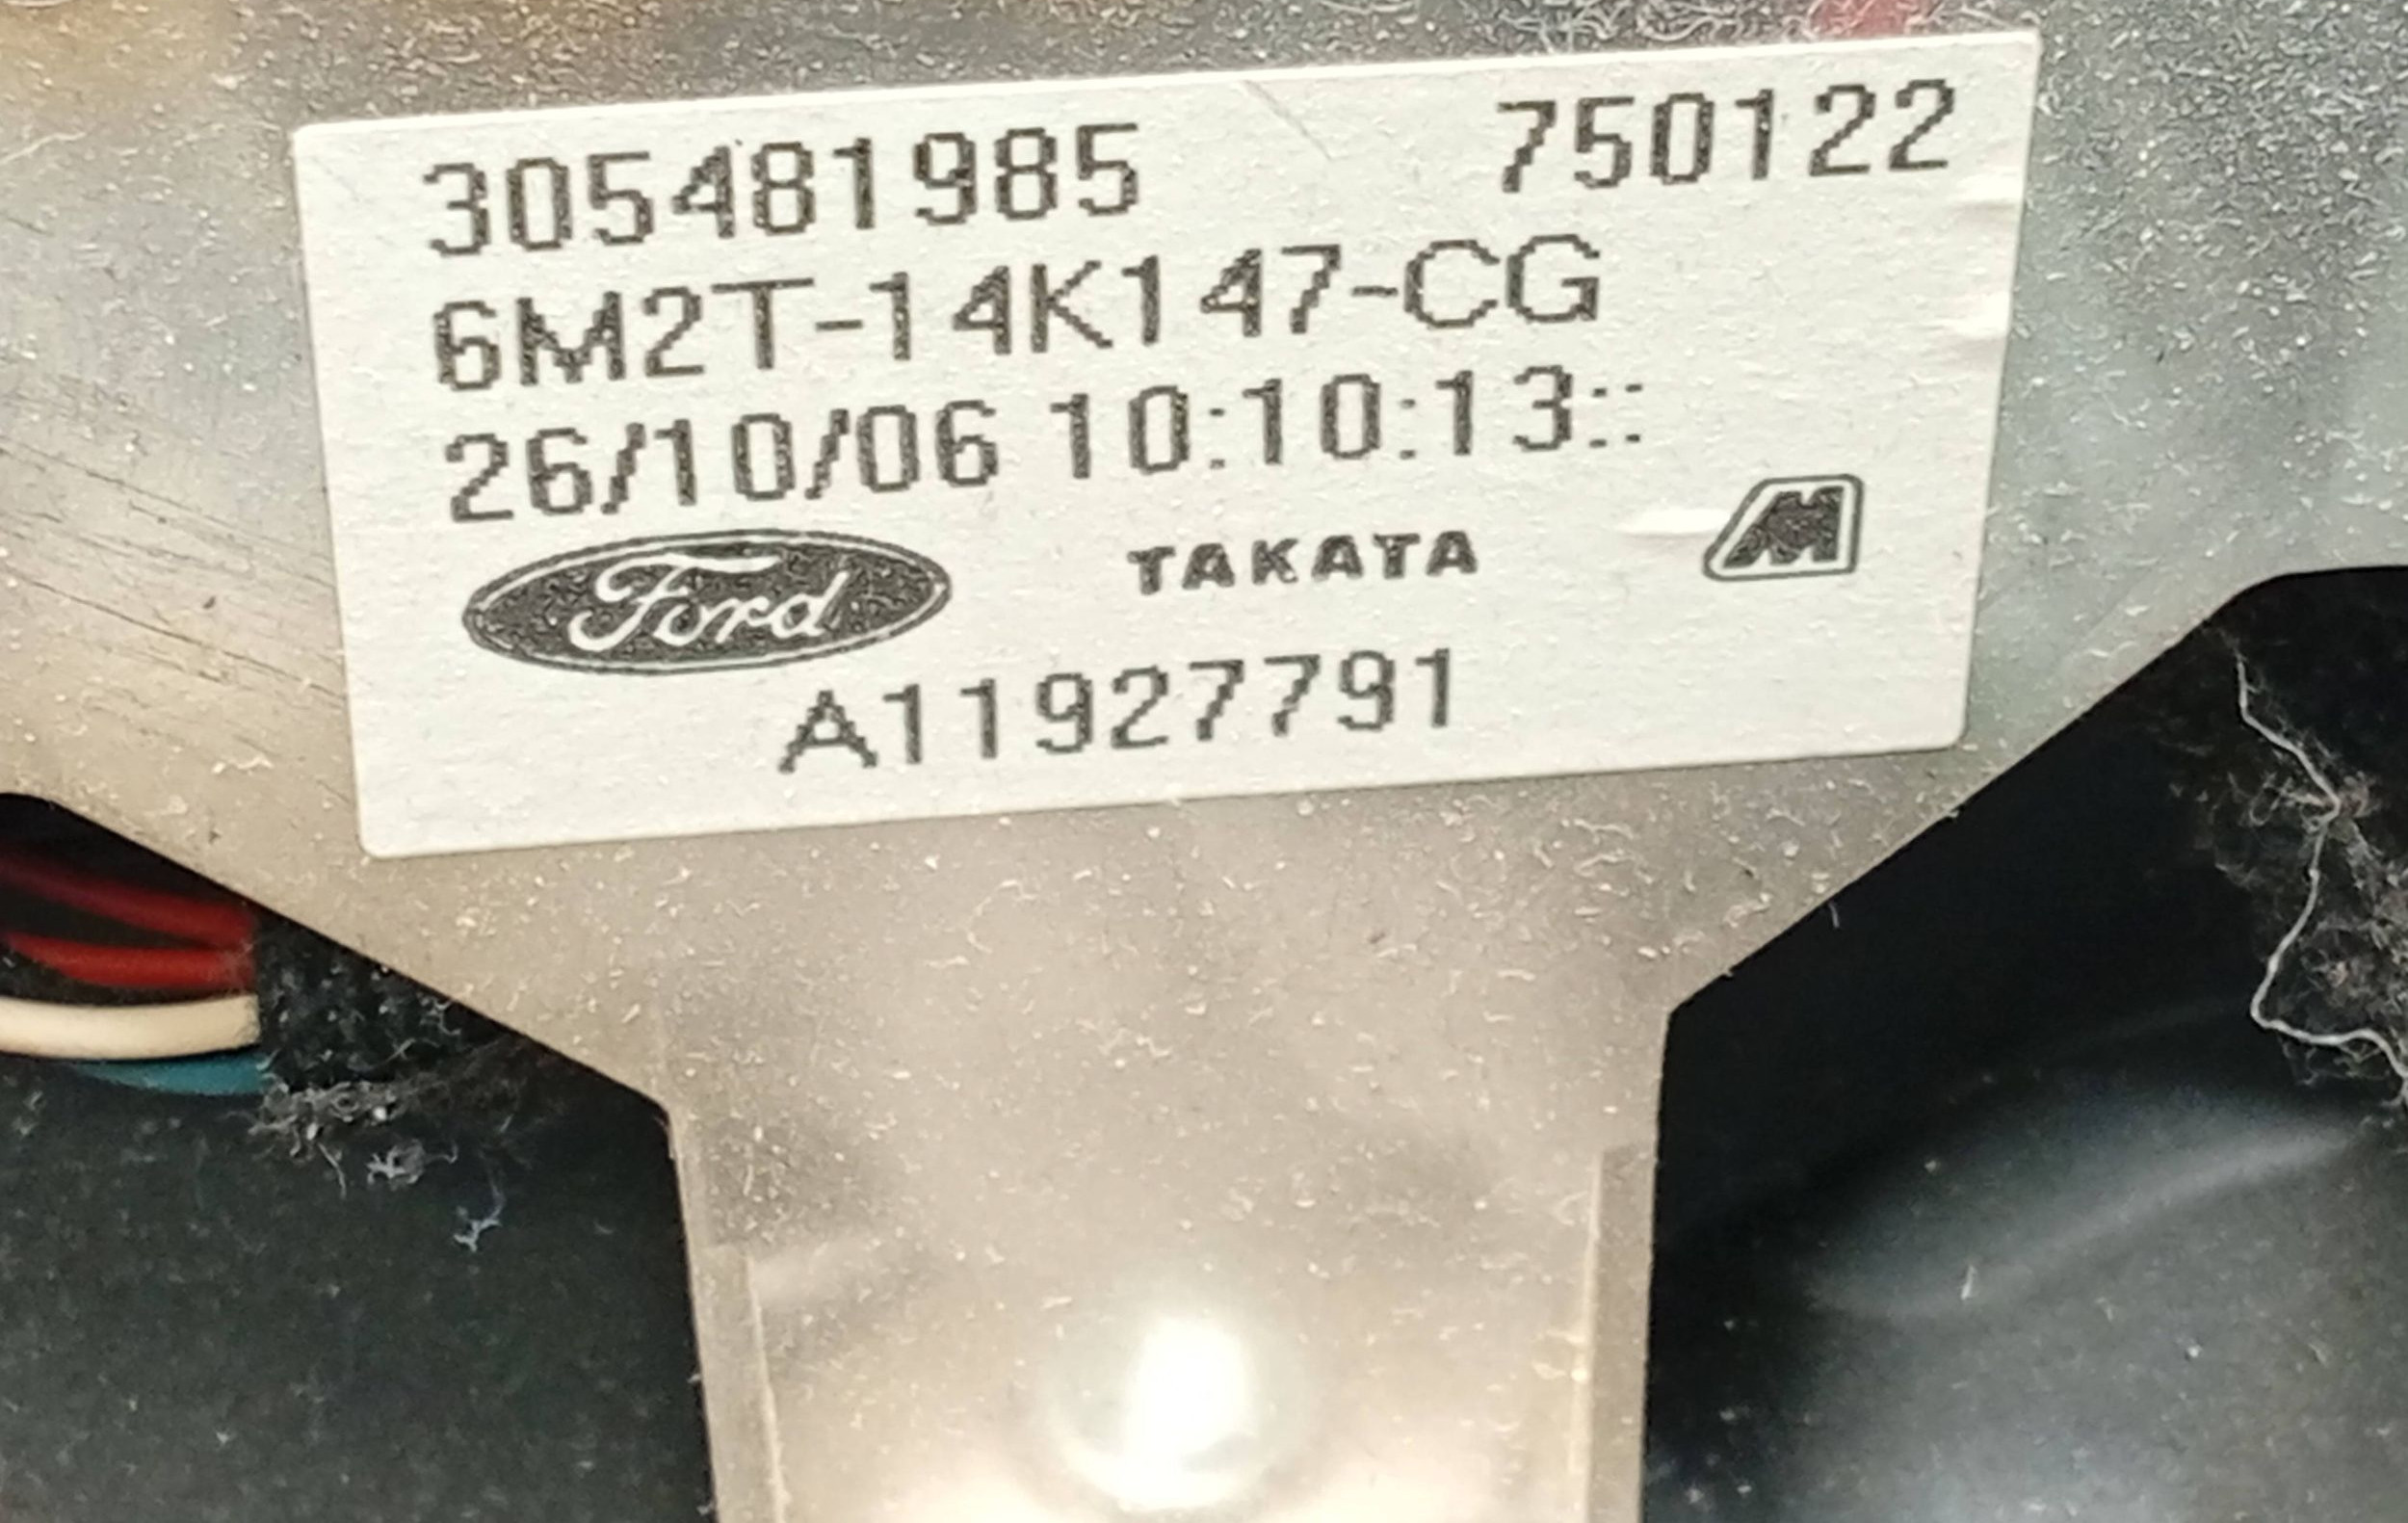 305481985 750122
6M2T-14K147-CG
26/10/06 10:10:13::
Ford TAKATA M
A11927791